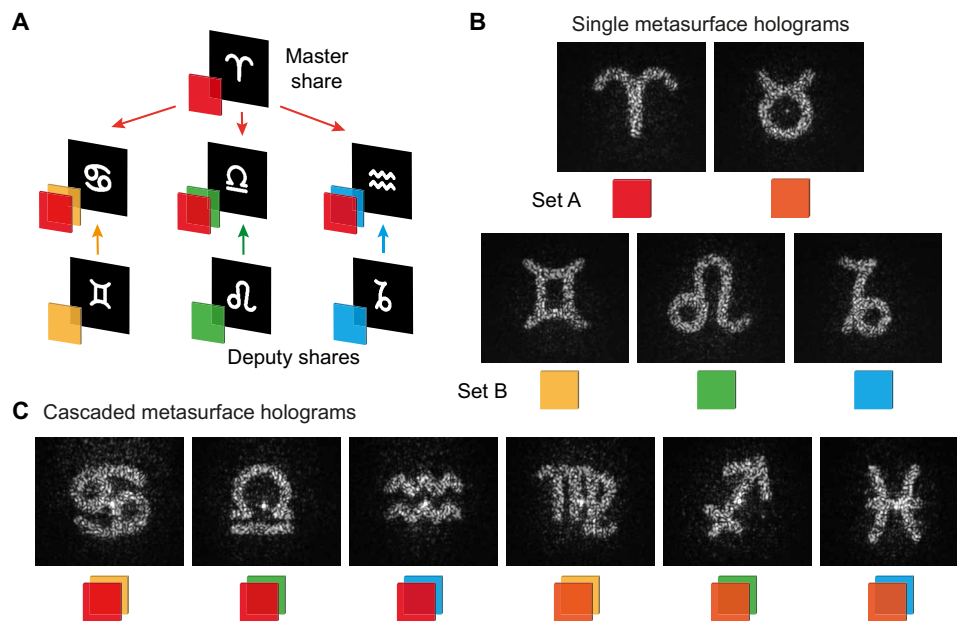 A
Master
share
Deputy shares
B
Single metasurface holograms
Set A
Set B
C Cascaded metasurface holograms